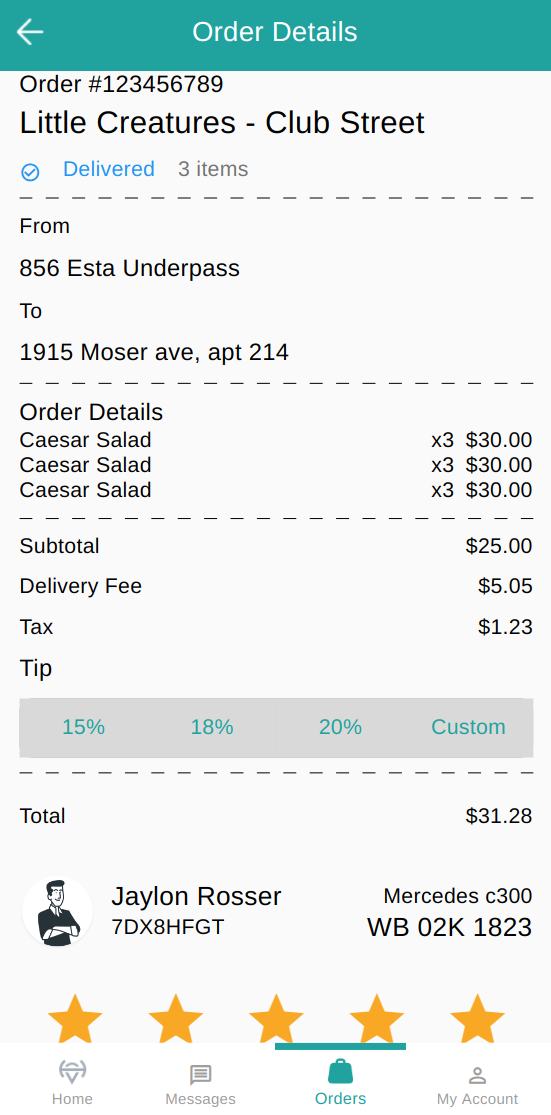 Order Details
Order #123456789
Little Creatures - Club Street
Delivered 3 items
From
856 Esta Underpass
To
1915 Moser ave, apt 214
Order Details
Caesar Salad x3 $30.00
Caesar Salad x3 $30.00
Caesar Salad x3 $30.00
Subtotal $25.00
Delivery Fee $5.05
Tax $1.23
Tip
15% 18% 20% Custom
Total $31.28
Jaylon Rosser Mercedes c300
7DX8HFGT WB 02K 1823
Home Messages Orders My Account